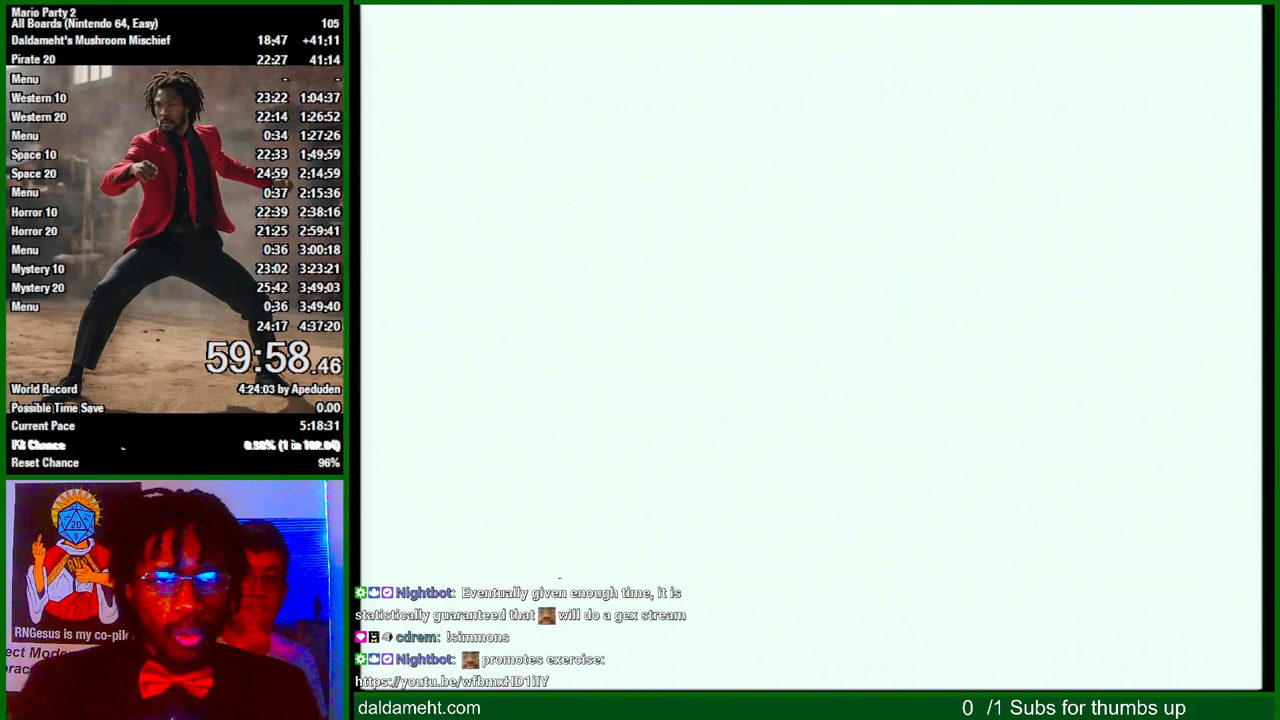 Mario Party 2
All Boards (Nintendo 64, Easy) 105
Daldameht's Mushroom Mischief 18:47 +41:11
Pirate 20 22:27 41:14
Menu - -
Western 10 23:22 1:04:37
Western 20 22:14 1:26:52
Menu 0:34 1:27:26
Space 10 22:33 1:49:59
Space 20 24:59 2:14:59
Menu 0:37 2:15:36
Horror 10 22:39 2:38:16
Horror 20 21:25 2:59:41
Menu 0:36 3:00:18
Mystery 10 23:02 3:23:21
Mystery 20 25:42 3:49:03
Menu 0:36 3:49:40
24:17 4:37:20
59:58.46
World Record 4:24:03 by Apeduden
Possible Time Save 0.00
Current Pace 5:18:31
Reset Chance 96%
20
RNGesus is my co-pilo
Nightbot: Eventually given enough time, it is
statistically guaranteed that will do a gex stream
cdrem: !simmons
Nightbot: promotes exercise:
https://youtu.be/wfbmxHD1iIY
daldameht.com 0 /1 Subs for thumbs up